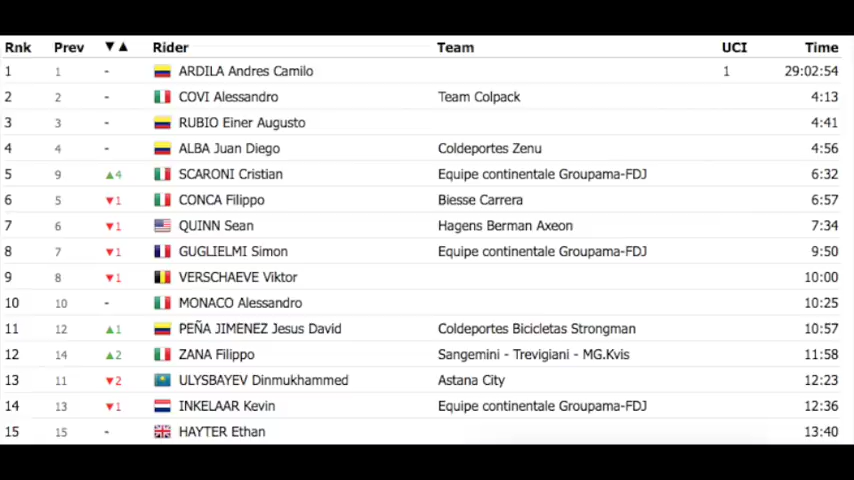 Rnk Prev ▼▲ Rider Team UCI Time
1 1 - ARDILA Andres Camilo 1 29:02:54
2 2 - COVI Alessandro Team Colpack 4:13
3 3 - RUBIO Einer Augusto 4:41
4 4 - ALBA Juan Diego Coldeportes Zenu 4:56
5 9 ▲4 SCARONI Cristian Equipe continentale Groupama-FDJ 6:32
6 5 ▼1 CONCA Filippo Biesse Carrera 6:57
7 6 ▼1 QUINN Sean Hagens Berman Axeon 7:34
8 7 ▼1 GUGLIELMI Simon Equipe continentale Groupama-FDJ 9:50
9 8 ▼1 VERSCHAEVE Viktor 10:00
10 10 - MONACO Alessandro 10:25
11 12 ▲1 PEÑA JIMENEZ Jesus David Coldeportes Bicicletas Strongman 10:57
12 14 ▲2 ZANA Filippo Sangemini - Trevigiani - MG.Kvis 11:58
13 11 ▼2 ULYSBAYEV Dinmukhammed Astana City 12:23
14 13 ▼1 INKELAAR Kevin Equipe continentale Groupama-FDJ 12:36
15 15 - HAYTER Ethan 13:40